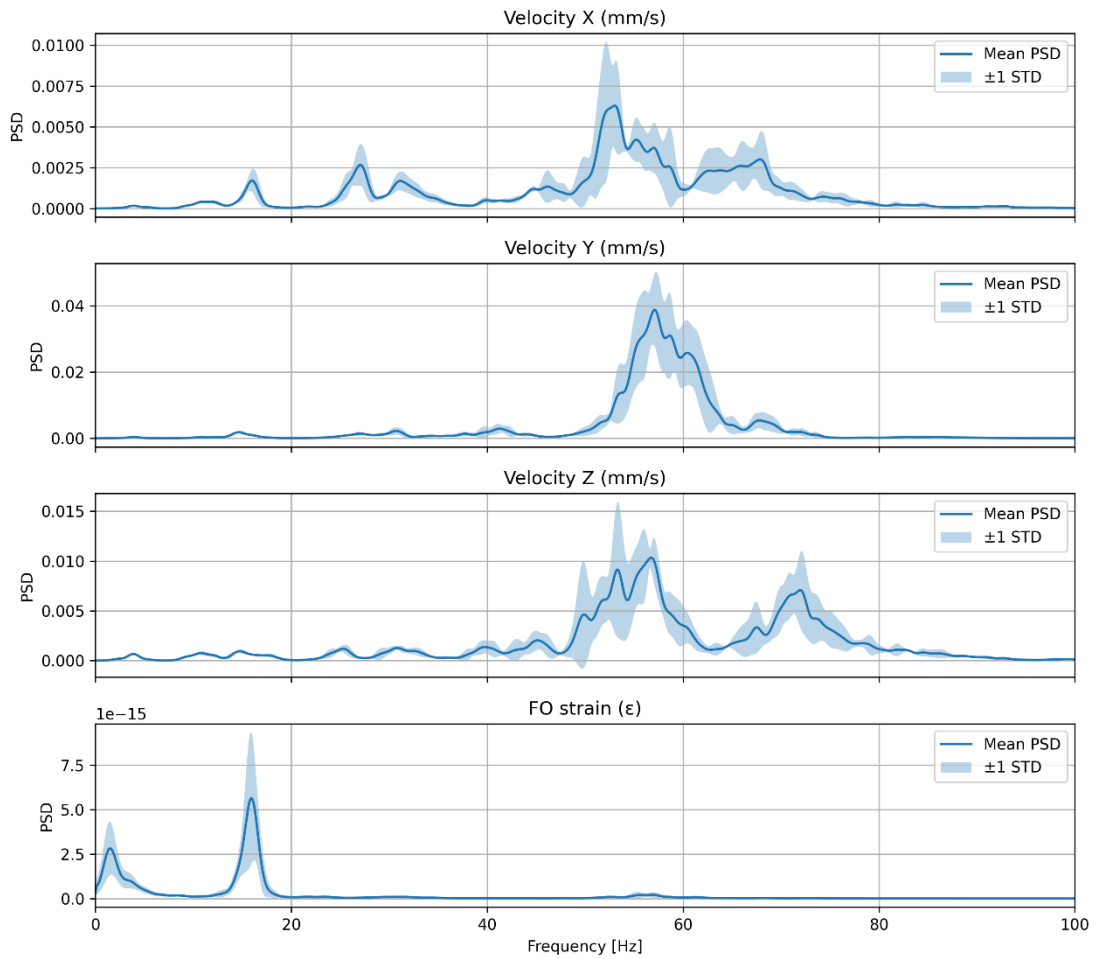 Velocity X (mm/s)
PSD
0.0100
0.0075
0.0050
0.0025
0.0000
Mean PSD
±1 STD
Velocity Y (mm/s)
PSD
0.04
0.02
0.00
Mean PSD
±1 STD
Velocity Z (mm/s)
PSD
0.015
0.010
0.005
0.000
Mean PSD
±1 STD
FO strain (ε)
1e−15
PSD
7.5
5.0
2.5
0.0
Mean PSD
±1 STD
0 20 40 60 80 100
Frequency [Hz]